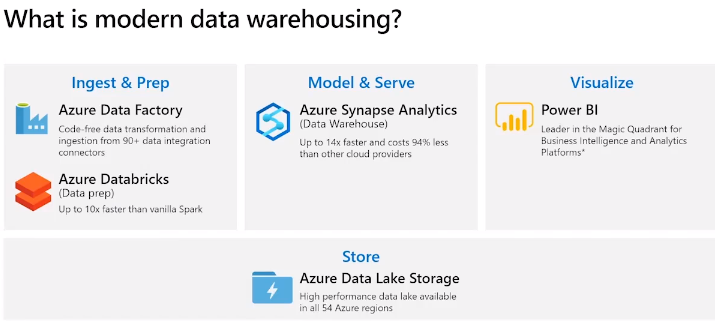 What is modern data warehousing?
Ingest & Prep
Azure Data Factory
Code-free data transformation and
ingestion from 90+ data integration
connectors
Azure Databricks
(Data prep)
Up to 10x faster than vanilla Spark
Model & Serve
Azure Synapse Analytics
(Data Warehouse)
Up to 14x faster and costs 94% less
than other cloud providers
Visualize
Power BI
Leader in the Magic Quadrant for
Business Intelligence and Analytics
Platforms*
Store
Azure Data Lake Storage
High performance data lake available
in all 54 Azure regions